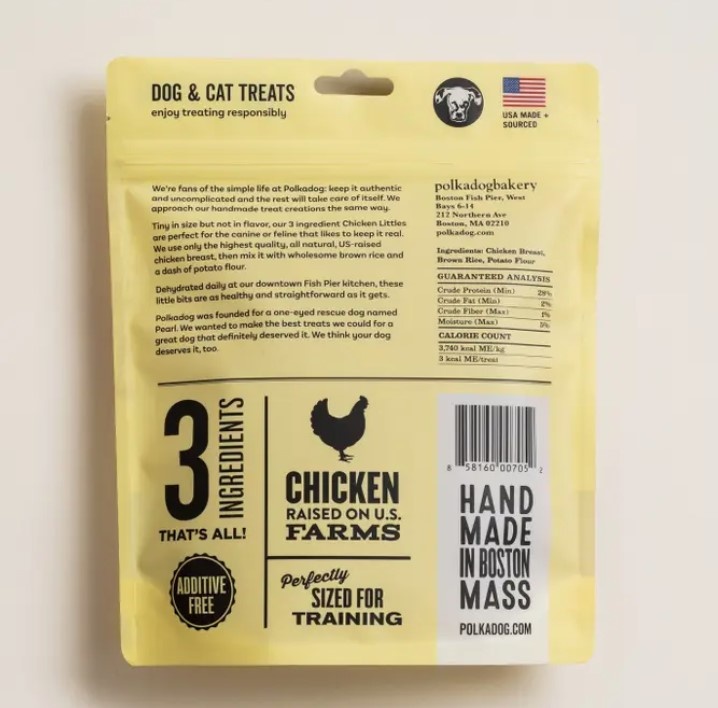 DOG & CAT TREATS
enjoy treating responsibly
USA MADE +
SOURCED
We're fans of the simple life at Polkadog: keep it authentic
and uncomplicated and the rest will take care of itself. We
approach our handmade treat creations the same way.
Tiny in size but not in flavor, our 3 ingredient Chicken Littles
are perfect for the canine or feline that likes to keep it real.
We use only the highest quality, all natural, US-raised
chicken breast, then mix it with wholesome brown rice and
a dash of potato flour.
Dehydrated daily at our downtown Fish Pier kitchen, these
little bits are as healthy and straightforward as it gets.
Polkadog was founded for a one-eyed rescue dog named
Pearl. We wanted to make the best treats we could for a
great dog that definitely deserved it. We think your dog
deserves it, too.
polkadogbakery
Boston Fish Pier, West
Bays 6-14
212 Northern Ave
Boston, MA 02210
polkadog.com
Ingredients: Chicken Breast,
Brown Rice, Potato Flour
GUARANTEED ANALYSIS
Crude Protein (Min) 28%
Crude Fat (Min) 2%
Crude Fiber (Max) 1%
Moisture (Max) 5%
CALORIE COUNT
3,760 kcal ME/kg
3 kcal ME/treat
3 INGREDIENTS
THAT'S ALL!
ADDITIVE
FREE
CHICKEN
RAISED ON U.S.
FARMS
Perfectly
SIZED FOR
TRAINING
8 58160 00705 2
HAND
MADE
IN BOSTON
MASS
POLKADOG.COM